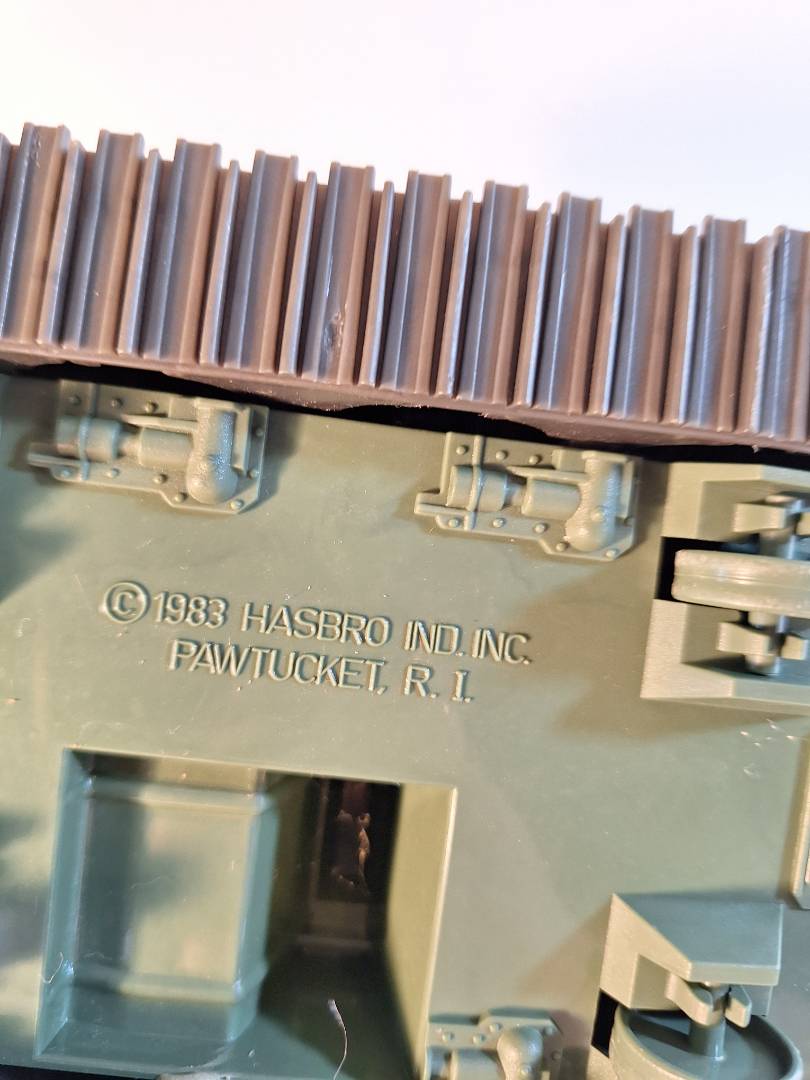 ©1983 HASBRO IND. INC.
PAWTUCKET, R. I.